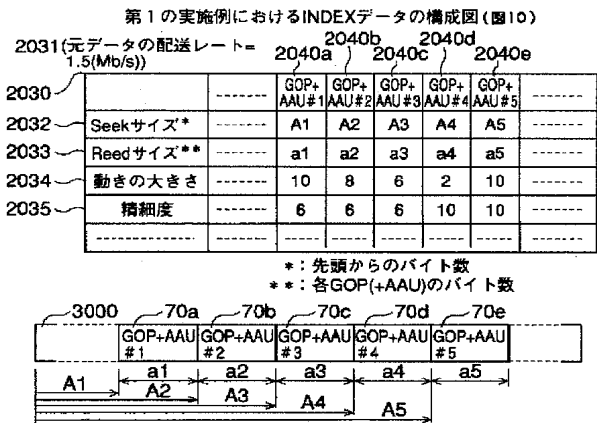 第1の実施例におけるINDEXデータの構成図(図10)
2031(元データの配送レート=
1.5(Mb/s))
2040a 2040b 2040c 2040d 2040e
2030 GOP+AAU#1 GOP+AAU#2 GOP+AAU#3 GOP+AAU#4 GOP+AAU#5
2032 Seekサイズ* A1 A2 A3 A4 A5
2033 Reedサイズ** a1 a2 a3 a4 a5
2034 動きの大きさ 10 8 6 2 10
2035 精細度 6 6 6 10 10
*:先頭からのバイト数
**:各GOP(+AAU)のバイト数
3000 70a 70b 70c 70d 70e
GOP+AAU#1 GOP+AAU#2 GOP+AAU#3 GOP+AAU#4 GOP+AAU#5
a1 a2 a3 a4 a5
A1
A2
A3
A4
A5